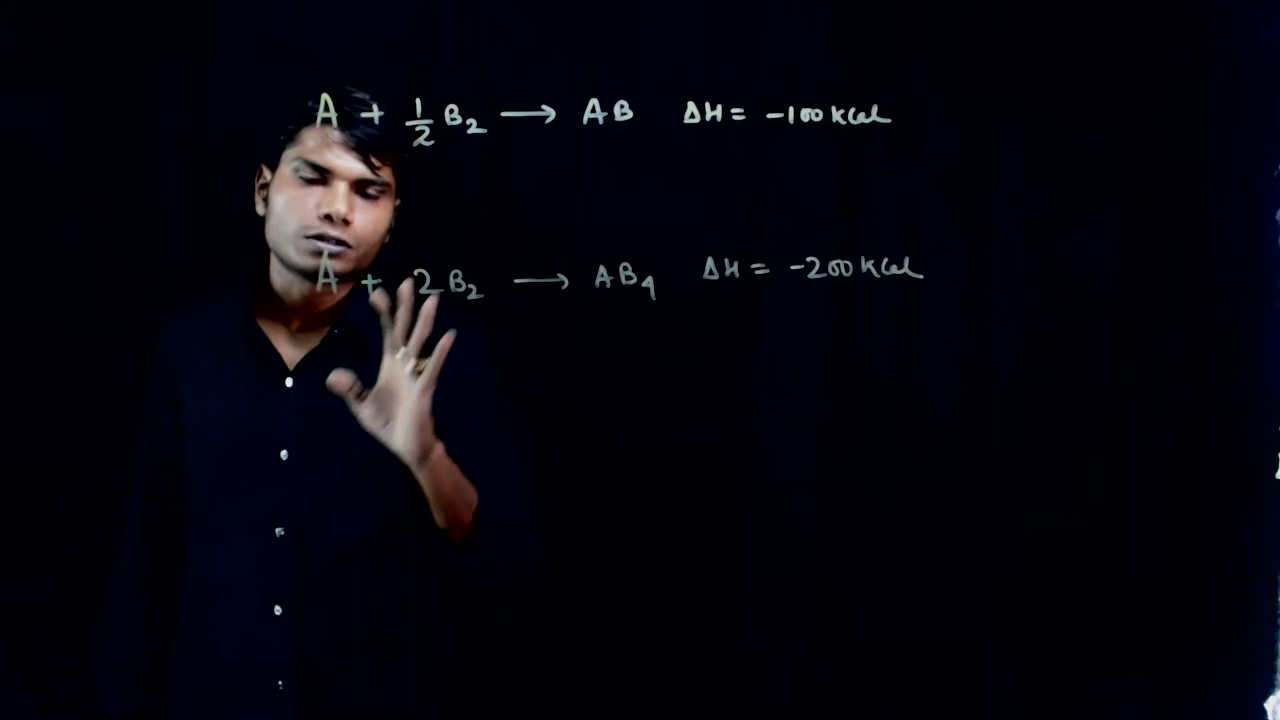 A + 1/2 B₂ ⟶ AB ΔH = -100 kcal
A + 2B₂ ⟶ AB₄ ΔH = -200 kcal